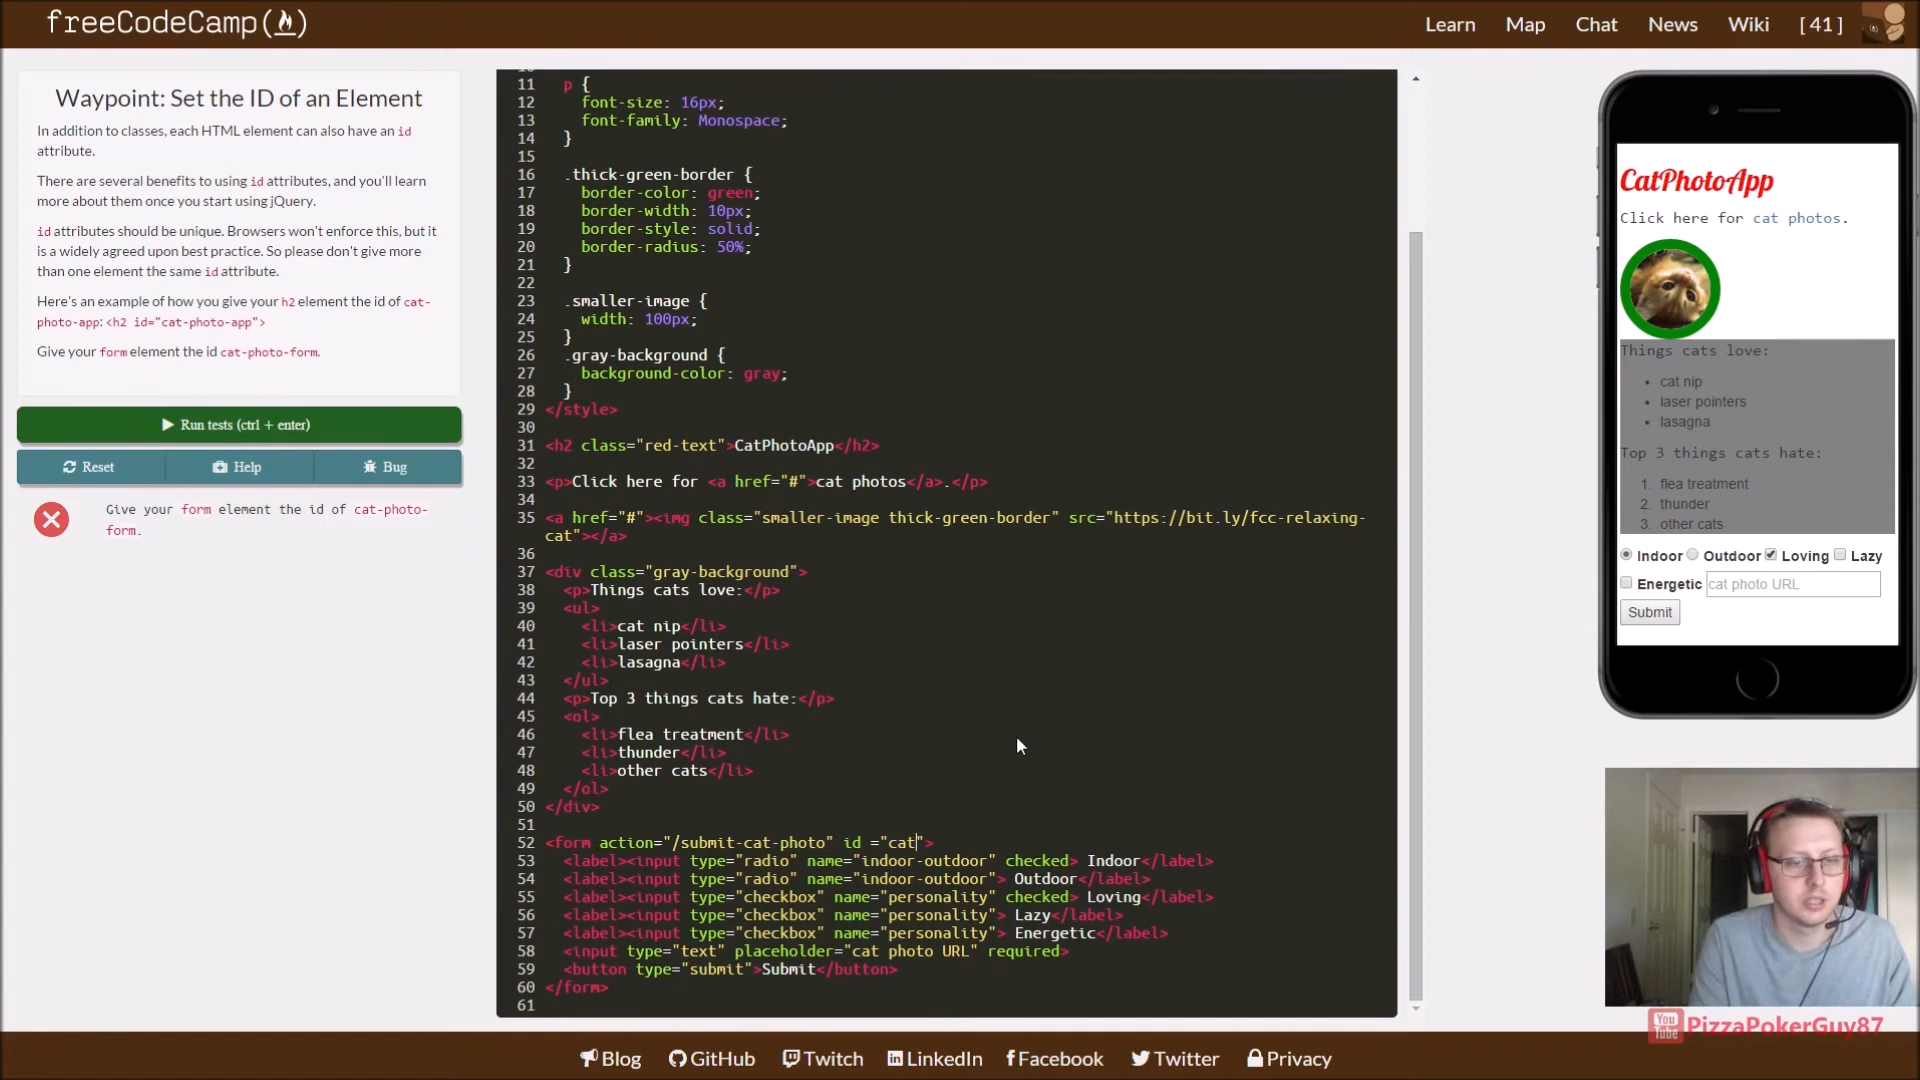 freeCodeCamp
Learn
Map
Chat
News
Wiki
[ 41 ]
Waypoint: Set the ID of an Element
In addition to classes, each HTML element can also have an id
attribute.
There are several benefits to using id attributes, and you'll learn
more about them once you start using jQuery.
id attributes should be unique. Browsers won't enforce this, but it
is a widely agreed upon best practice. So please don't give more
than one element the same id attribute.
Here's an example of how you give your h2 element the id of cat-
photo-app: <h2 id="cat-photo-app">
Give your form element the id cat-photo-form.
Run tests (ctrl + enter)
Reset
Help
Bug
Give your form element the id of cat-photo-
form.
11 p {
12 font-size: 16px;
13 font-family: Monospace;
14 }
15
16 .thick-green-border {
17 border-color: green;
18 border-width: 10px;
19 border-style: solid;
20 border-radius: 50%;
21 }
22
23 .smaller-image {
24 width: 100px;
25 }
26 .gray-background {
27 background-color: gray;
28 }
29 </style>
30
31 <h2 class="red-text">CatPhotoApp</h2>
32
33 <p>Click here for <a href="#">cat photos</a>.</p>
34
35 <a href="#"><img class="smaller-image thick-green-border" src="https://bit.ly/fcc-relaxing-
cat"></a>
36
37 <div class="gray-background">
38 <p>Things cats love:</p>
39 <ul>
40 <li>cat nip</li>
41 <li>laser pointers</li>
42 <li>lasagna</li>
43 </ul>
44 <p>Top 3 things cats hate:</p>
45 <ol>
46 <li>flea treatment</li>
47 <li>thunder</li>
48 <li>other cats</li>
49 </ol>
50 </div>
51
52 <form action="/submit-cat-photo" id ="cat">
53 <label><input type="radio" name="indoor-outdoor" checked> Indoor</label>
54 <label><input type="radio" name="indoor-outdoor"> Outdoor</label>
55 <label><input type="checkbox" name="personality" checked> Loving</label>
56 <label><input type="checkbox" name="personality"> Lazy</label>
57 <label><input type="checkbox" name="personality"> Energetic</label>
58 <input type="text" placeholder="cat photo URL" required>
59 <button type="submit">Submit</button>
60 </form>
61
CatPhotoApp
Click here for cat photos.
Things cats love:
• cat nip
• laser pointers
• lasagna
Top 3 things cats hate:
1. flea treatment
2. thunder
3. other cats
Indoor Outdoor Loving Lazy
Energetic cat photo URL
Submit
You Tube PizzaPokerGuy87
Blog
GitHub
Twitch
LinkedIn
Facebook
Twitter
Privacy